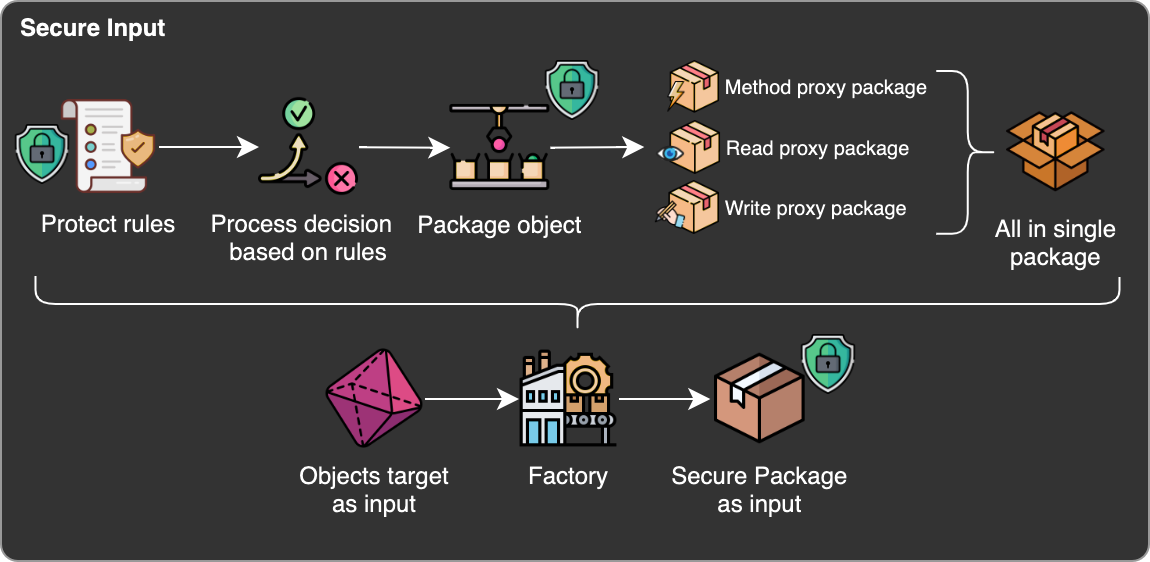 Secure Input
Method proxy package
Read proxy package
Write proxy package
Protect rules
Process decision
based on rules
Package object
All in single
package
Objects target
as input
Factory
Secure Package
as input